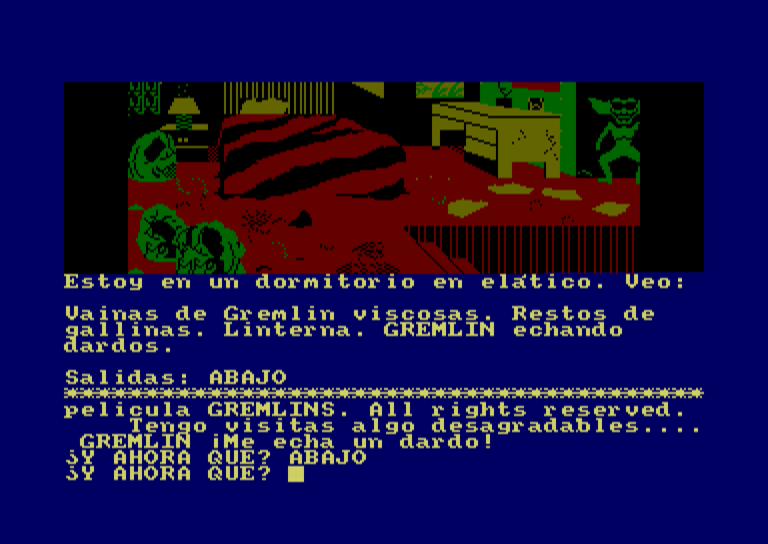 Estoy en un dormitorio en elático. Veo:
Vainas de Gremlin viscosas. Restos de
gallinas. Linterna. GREMLIN echando
dardos.
Salidas: ABAJO
****************************************
pelicula GREMLINS. All rights reserved.
Tengo visitas algo desagradables....
GREMLIN ¡Me echa un dardo!
¿Y AHORA QUE? ABAJO
¿Y AHORA QUE?